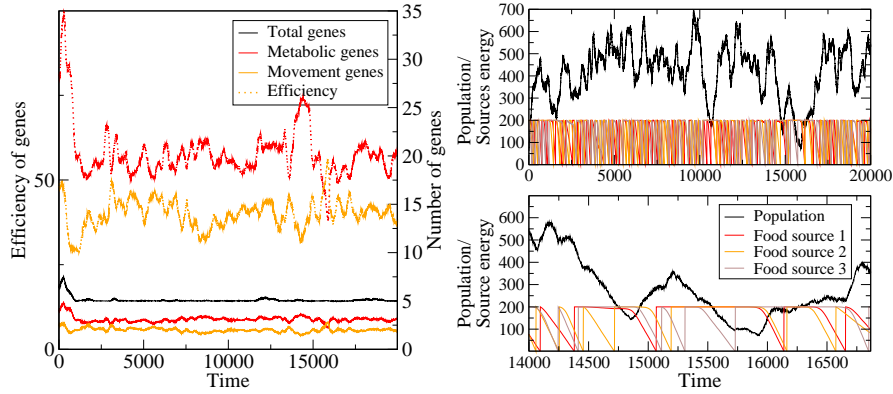 Total genes
Metabolic genes
Movement genes
Efficiency
Efficiency of genes
50
0
0
5000
10000
15000
Time
35
30
25
20
15
10
5
0
Number of genes
Population/
Sources energy
700
600
500
400
300
200
100
0
0
5000
10000
15000
20000
Population/
Source energy
600
500
400
300
200
100
14000
14500
15000
15500
16000
16500
Time
Population
Food source 1
Food source 2
Food source 3